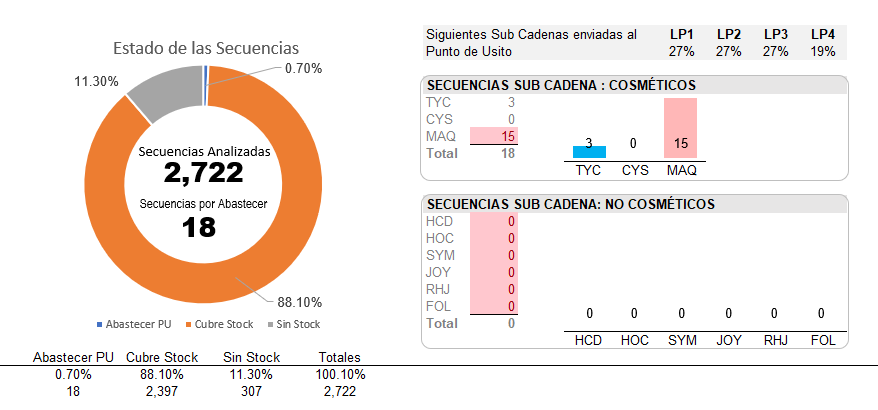 Estado de las Secuencias
0.70%
11.30%
Secuencias Analizadas
2,722
Secuencias por Abastecer
18
88.10%
Abastecer PU Cubre Stock Sin Stock
Abastecer PU Cubre Stock Sin Stock Totales
0.70% 88.10% 11.30% 100.10%
18 2,397 307 2,722
Siguientes Sub Cadenas enviadas al LP1 LP2 LP3 LP4
Punto de Usito 27% 27% 27% 19%
SECUENCIAS SUB CADENA : COSMÉTICOS
TYC 3
CYS 0
MAQ 15
Total 18
3 0 15
TYC CYS MAQ
SECUENCIAS SUB CADENA: NO COSMÉTICOS
HCD 0
HOC 0
SYM 0
JOY 0
RHJ 0
FOL 0
Total 0
0 0 0 0 0 0
HCD HOC SYM JOY RHJ FOL